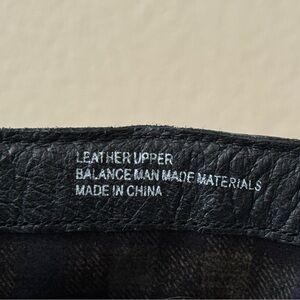 LEATHER UPPER
BALANCE MAN MADE MATERIALS
MADE IN CHINA